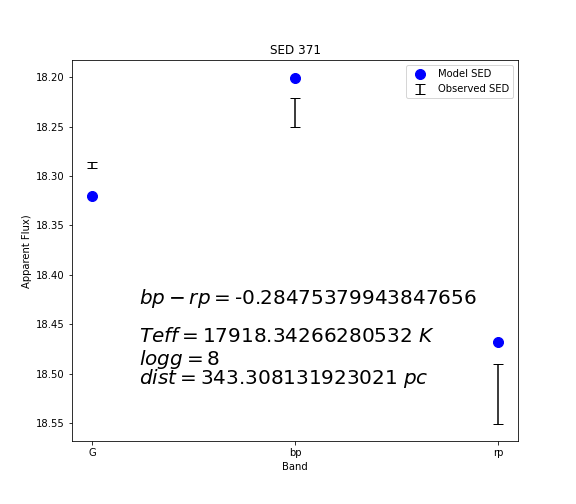 SED 371
Model SED
Observed SED
18.20
18.25
18.30
18.35
18.40
18.45
18.50
18.55
Apparent Flux)
bp − rp = -0.28475379943847656
Teff = 17918.34266280532 K
logg = 8
dist = 343.308131923021 pc
G
bp
rp
Band